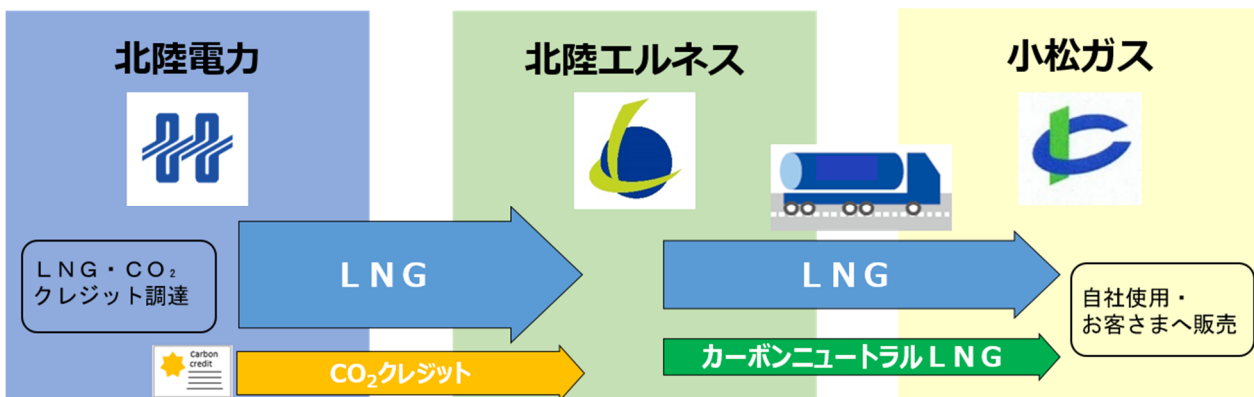 北陸電力
北陸エルネス
小松ガス
LNG・CO₂
クレジット調達
LNG
LNG
自社使用・
お客さまへ販売
Carbon
credit
CO₂クレジット
カーボンニュートラルLNG